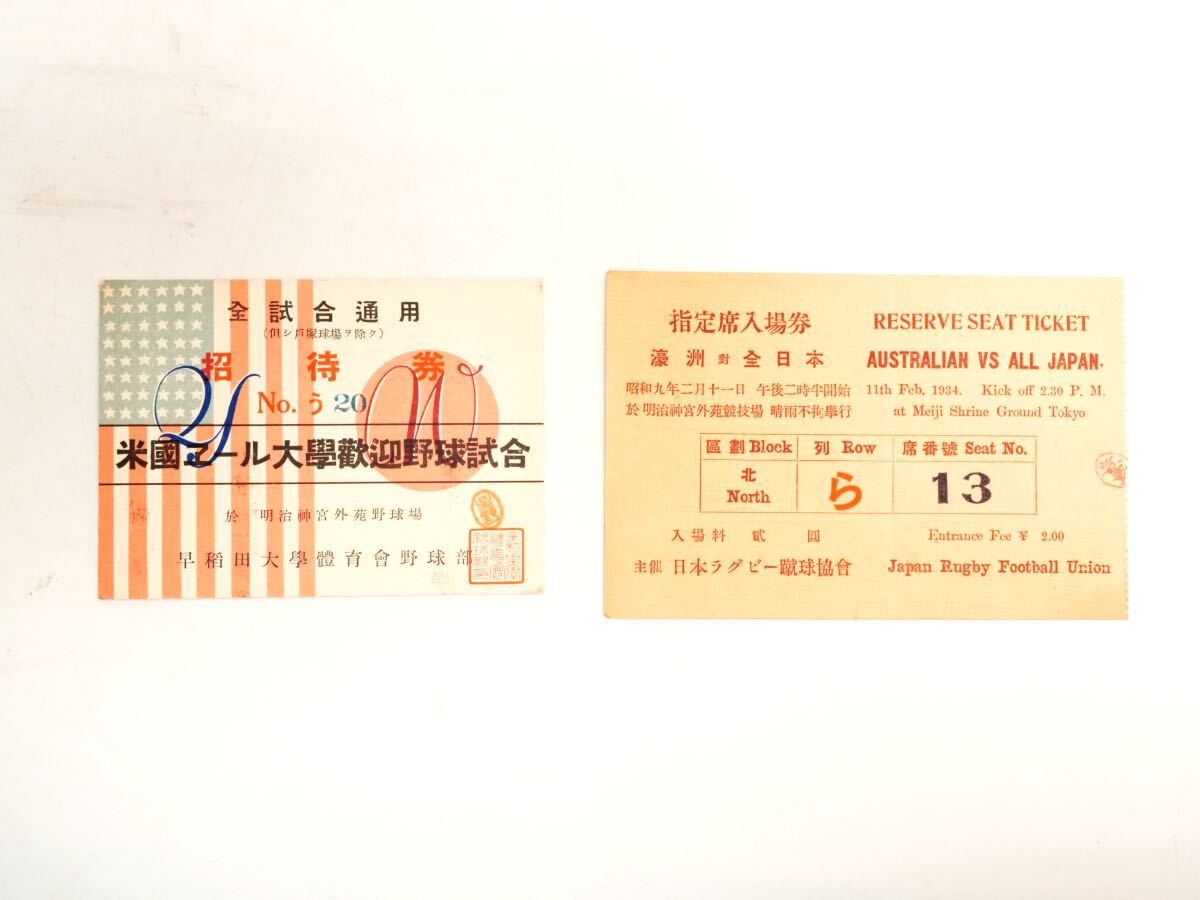 全試合通用
(但シ戸塚球場ヲ除ク)
招待券
Y W
No. う 20
米國エール大學歡迎野球試合
於 明治神宮外苑野球場
早稻田大學體育會野球部
指定席入場券 RESERVE SEAT TICKET
濠洲對全日本 AUSTRALIAN VS ALL JAPAN.
昭和九年二月十一日 午後二時半開始 11th Feb. 1934. Kick off 2.30 P. M.
於 明治神宮外苑競技場 晴雨不拘擧行 at Meiji Shrine Ground Tokyo
區劃 Block 列 Row 席番號 Seat No.
北 North ら 13
入場料 貳圓 Entrance Fee ¥ 2.00
主催 日本ラグビー蹴球協會 Japan Rugby Football Union